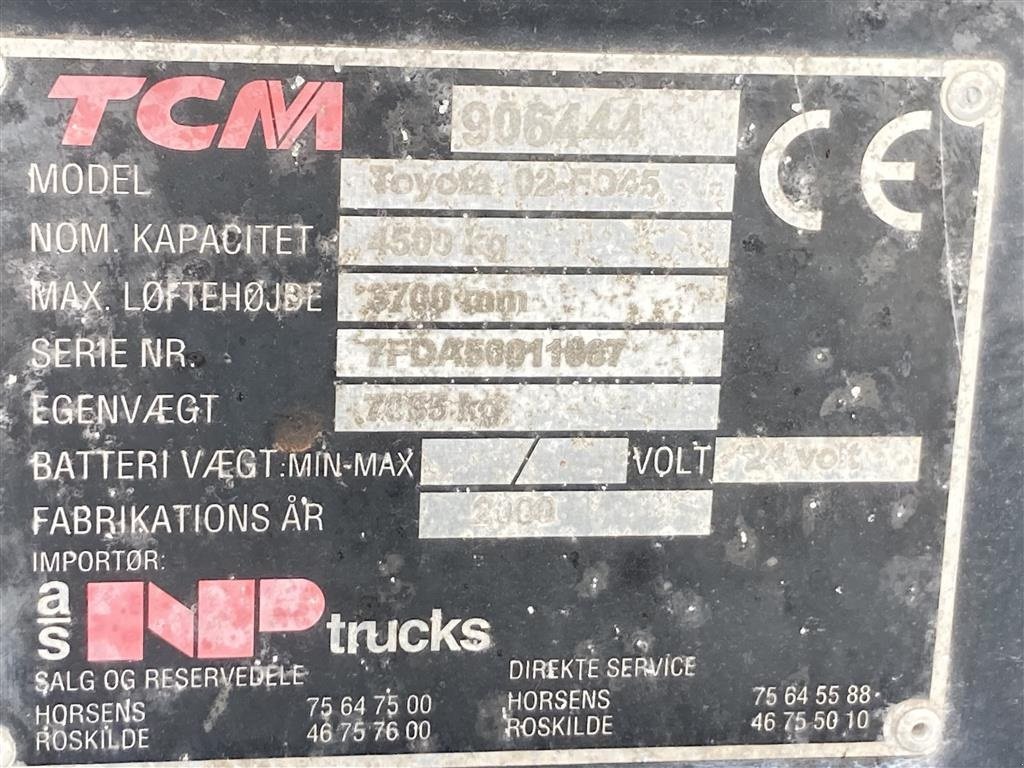 TCM 906444
MODEL Toyota 02-FD45
NOM. KAPACITET 4500 kg
MAX. LØFTEHØJDE 3700 mm
SERIE NR.
EGENVÆGT kg
BATTERI VÆGT: MIN-MAX / VOLT 24 volt
FABRIKATIONS ÅR 2000
IMPORTØR:
a/s NP trucks
SALG OG RESERVEDELE
HORSENS 75 64 75 00
ROSKILDE 46 75 76 00
DIREKTE SERVICE
HORSENS 75 64 55 88
ROSKILDE 46 75 50 10
CE